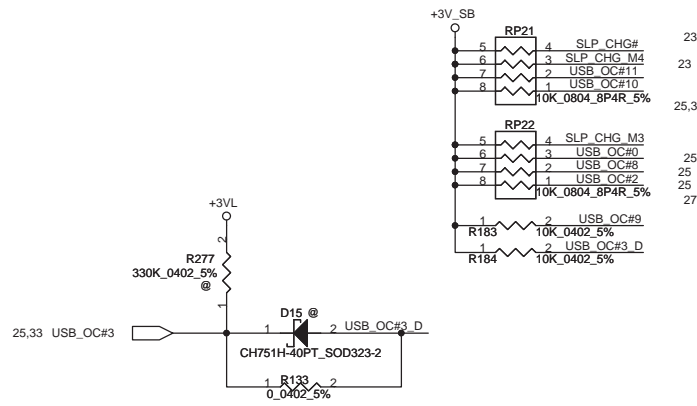 +3V_SB
RP21
5 4 SLP_CHG# 23
6 3 SLP_CHG_M4 23
7 2 USB_OC#11
8 1 USB_OC#10
10K_0804_8P4R_5% 25,3
RP22
5 4 SLP_CHG_M3
6 3 USB_OC#0 25
7 2 USB_OC#8 25
8 1 USB_OC#2 25
10K_0804_8P4R_5% 27
1 2 USB_OC#9
R183 10K_0402_5%
1 2 USB_OC#3_D
R184 10K_0402_5%
+3VL
2
R277
330K_0402_5%
@
1
D15 @
25,33 USB_OC#3 1 2 USB_OC#3_D
CH751H-40PT_SOD323-2
1 R133 2
0_0402_5%